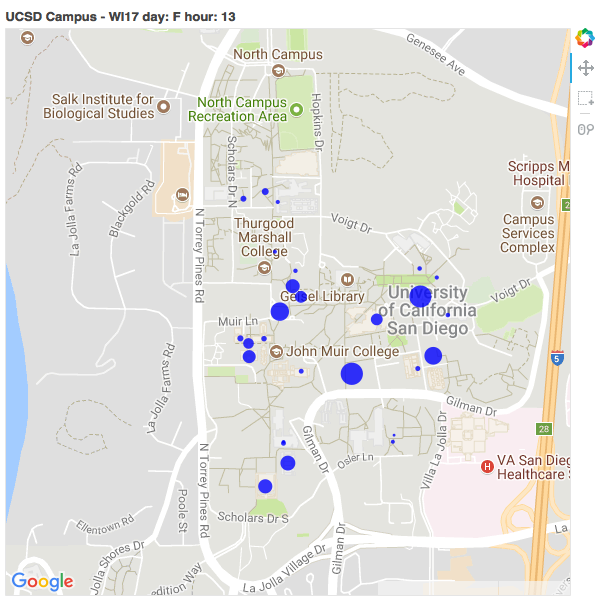 UCSD Campus - WI17 day: F hour: 13
Genesee Ave
North Campus
Salk Institute for
Biological Studies
North Campus
Recreation Area
Hopkins Dr
Scholars Dr N
Scripps M
Hospital
La Jolla Farms Rd
Blackgold Rd
N Torrey Pines Rd
2
Campus
Services
Complex
Voigt Dr
Thurgood
Marshall
College
Voigt Dr
Geisel Library
University
of California
San Diego
Muir Ln
John Muir College
5
La Jolla Farms Rd
Gilman Dr
Villa La Jolla Dr
28
Gilman Dr
Osler Ln
N Torrey Pines Rd
H
VA San Dieg
Healthcare S
Poole St
Ellentown Rd
Scholars Dr S
La
Gilman Dr
La Jolla Shores Dr
La Jolla Village Dr
edition Way
Google